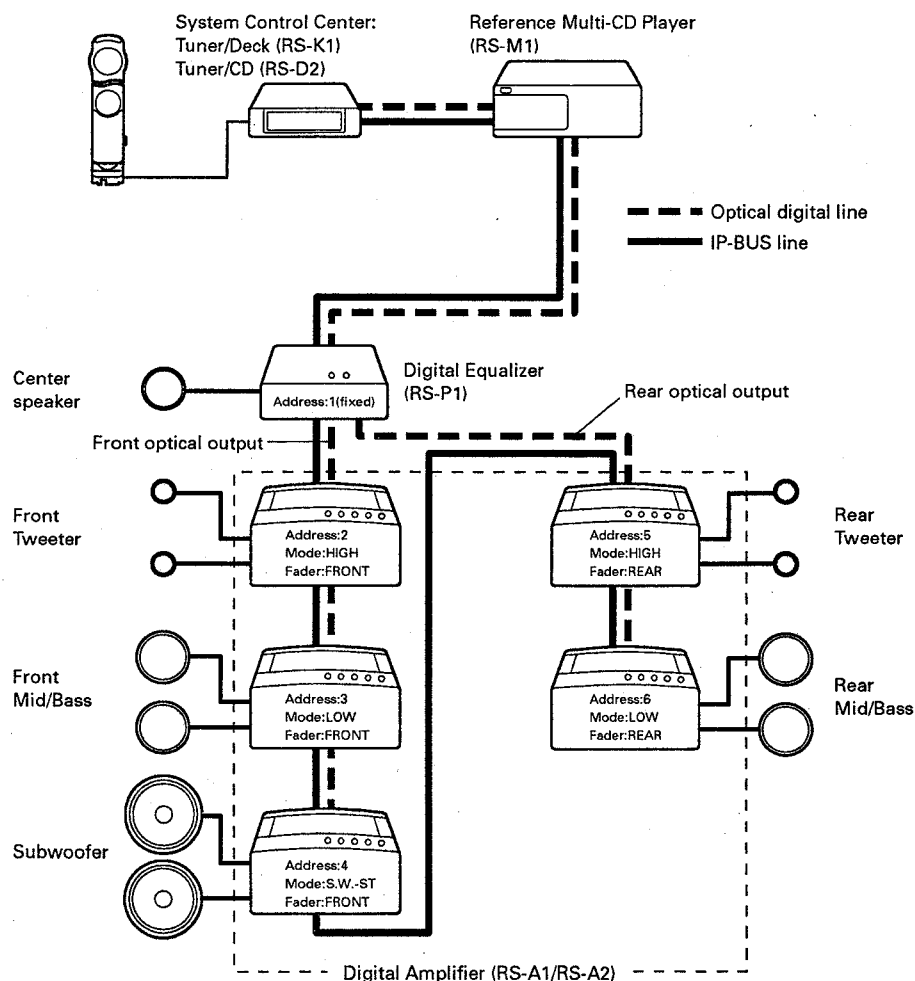 System Control Center:
Tuner/Deck (RS-K1)
Tuner/CD (RS-D2)
Reference Multi-CD Player
(RS-M1)
Optical digital line
IP-BUS line
Center
speaker
Address:1(fixed)
Digital Equalizer
(RS-P1)
Rear optical output
Front optical output
Front
Tweeter
Address:2
Mode:HIGH
Fader:FRONT
Address:5
Mode:HIGH
Fader:REAR
Rear
Tweeter
Front
Mid/Bass
Address:3
Mode:LOW
Fader:FRONT
Address:6
Mode:LOW
Fader:REAR
Rear
Mid/Bass
Subwoofer
Address:4
Mode:S.W.-ST
Fader:FRONT
Digital Amplifier (RS-A1/RS-A2)